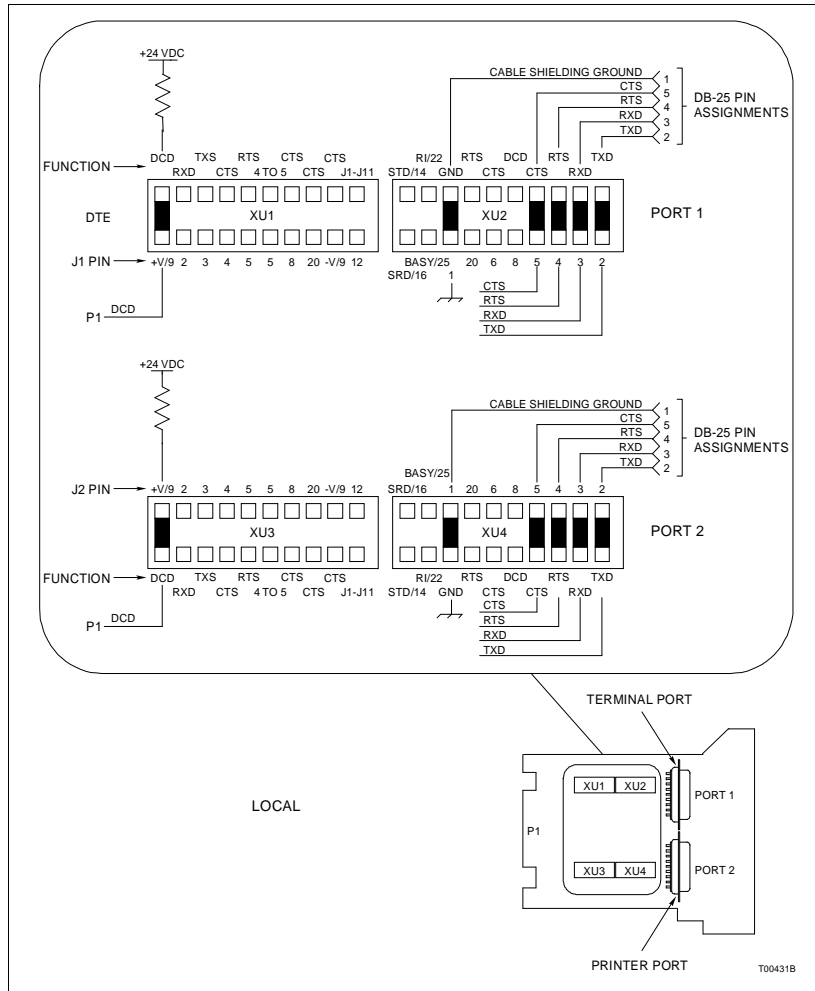 +24 VDC
CABLE SHIELDING GROUND 1
CTS 5
RTS 4
RXD 3
TXD 2
DB-25 PIN
ASSIGNMENTS
FUNCTION
DCD TXS RTS CTS CTS
RXD CTS 4 TO 5 CTS J1-J11
RI/22 RTS DCD RTS TXD
STD/14 GND CTS CTS RXD
DTE
XU1
XU2
PORT 1
J1 PIN
+V/9 2 3 4 5 5 8 20 -V/9 12
BASY/25 20 6 8 5 4 3 2
SRD/16 1
CTS
RTS
RXD
TXD
P1 DCD
+24 VDC
CABLE SHIELDING GROUND 1
CTS 5
RTS 4
RXD 3
TXD 2
DB-25 PIN
ASSIGNMENTS
J2 PIN
+V/9 2 3 4 5 5 8 20 -V/9 12
BASY/25
SRD/16 1 20 6 8 5 4 3 2
XU3
XU4
PORT 2
FUNCTION
DCD TXS RTS CTS CTS
RXD CTS 4 TO 5 CTS J1-J11
RI/22 RTS DCD RTS TXD
STD/14 GND CTS CTS RXD
CTS
RTS
RXD
TXD
P1 DCD
TERMINAL PORT
LOCAL
XU1 XU2
PORT 1
P1
XU3 XU4
PORT 2
PRINTER PORT
T00431B